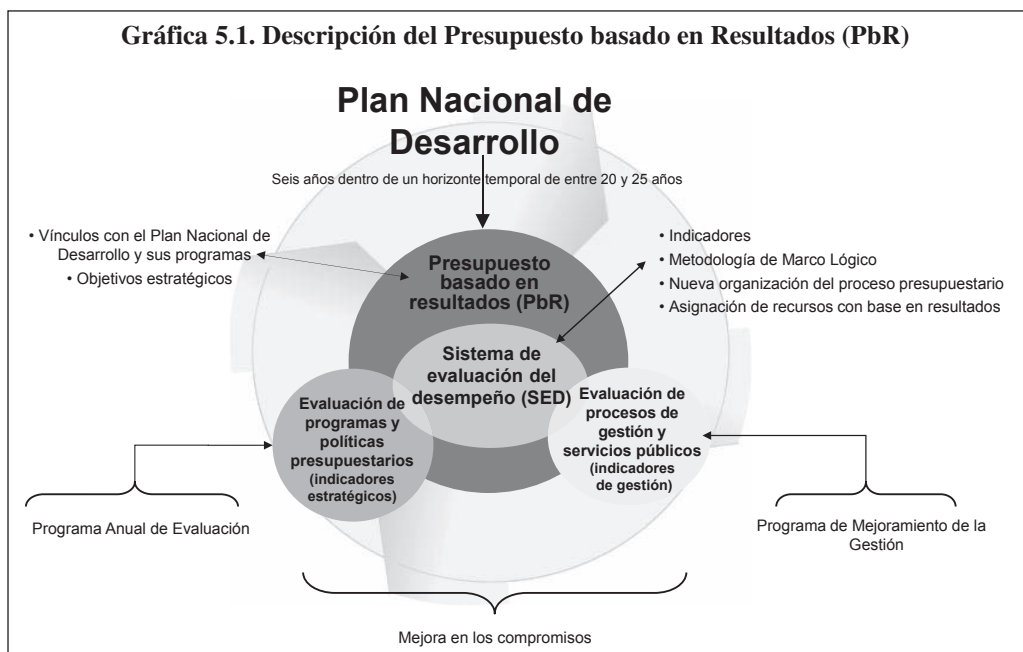 Gráfica 5.1. Descripción del Presupuesto basado en Resultados (PbR)
Plan Nacional de
Desarrollo
Seis años dentro de un horizonte temporal de entre 20 y 25 años
• Vínculos con el Plan Nacional de
Desarrollo y sus programas
• Objetivos estratégicos
• Indicadores
• Metodología de Marco Lógico
• Nueva organización del proceso presupuestario
• Asignación de recursos con base en resultados
Presupuesto
basado en
resultados (PbR)
Sistema de
evaluación del
desempeño (SED)
Evaluación de
programas y
políticas
presupuestarios
(indicadores
estratégicos)
Evaluación de
procesos de
gestión y
servicios públicos
(indicadores
de gestión)
Programa Anual de Evaluación
Programa de Mejoramiento de la
Gestión
Mejora en los compromisos